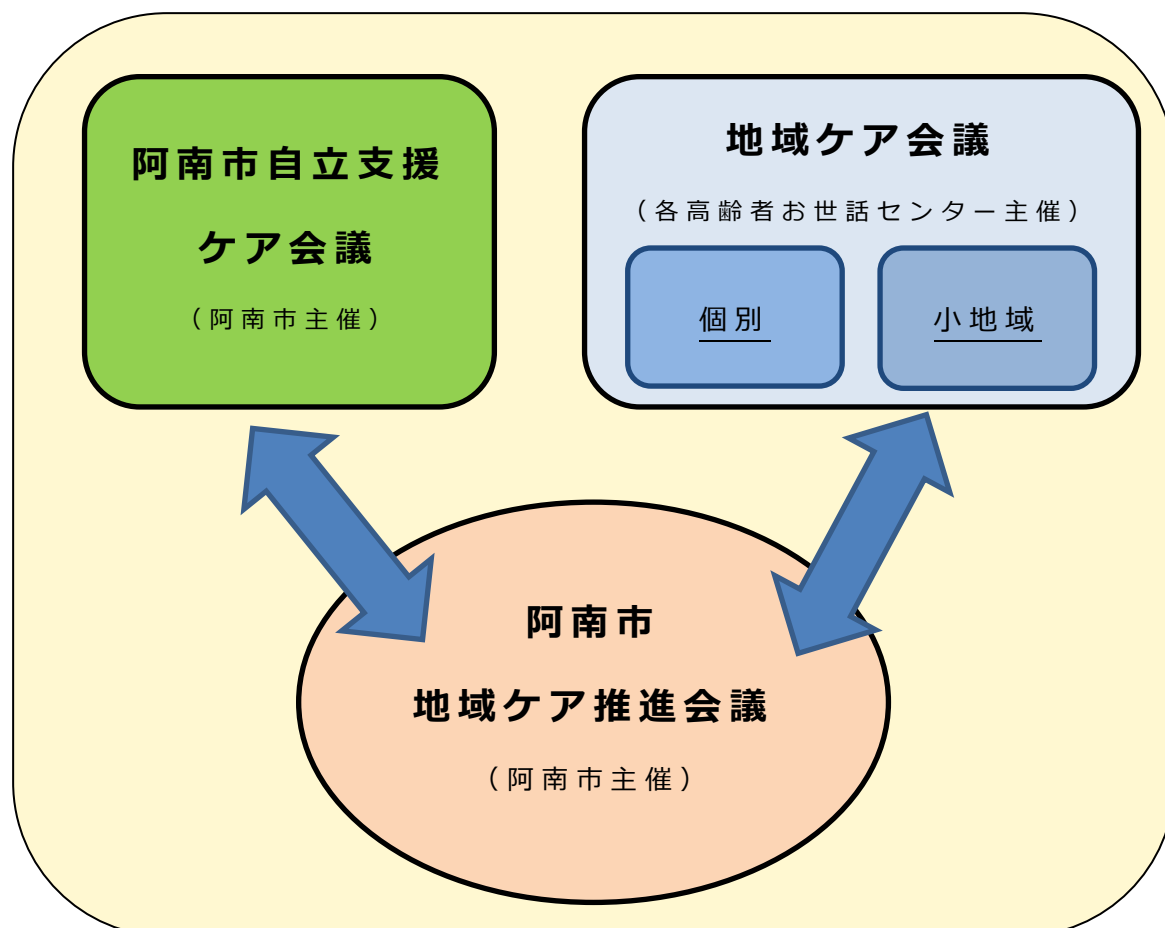 阿南市自立支援
ケア会議
（阿南市主催）
地域ケア会議
（各高齢者お世話センター主催）
個別
小地域
阿南市
地域ケア推進会議
（阿南市主催）